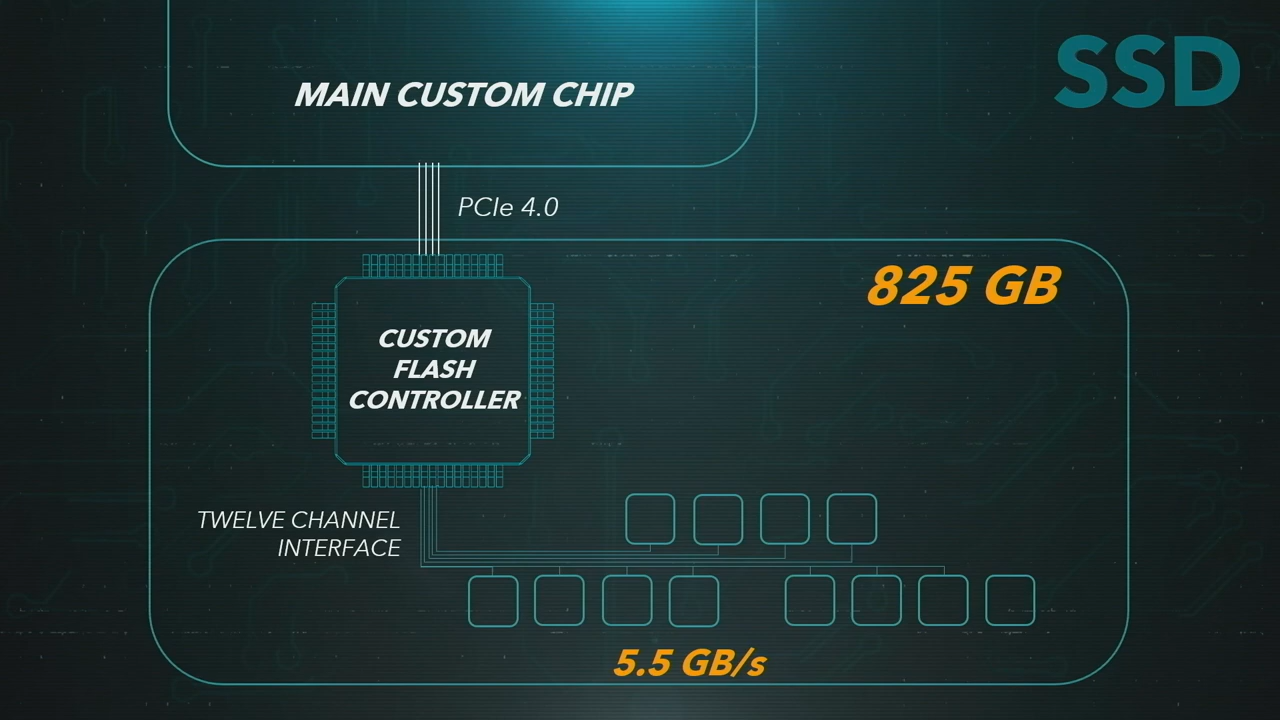 SSD
MAIN CUSTOM CHIP
PCIe 4.0
825 GB
CUSTOM
FLASH
CONTROLLER
TWELVE CHANNEL
INTERFACE
5.5 GB/s